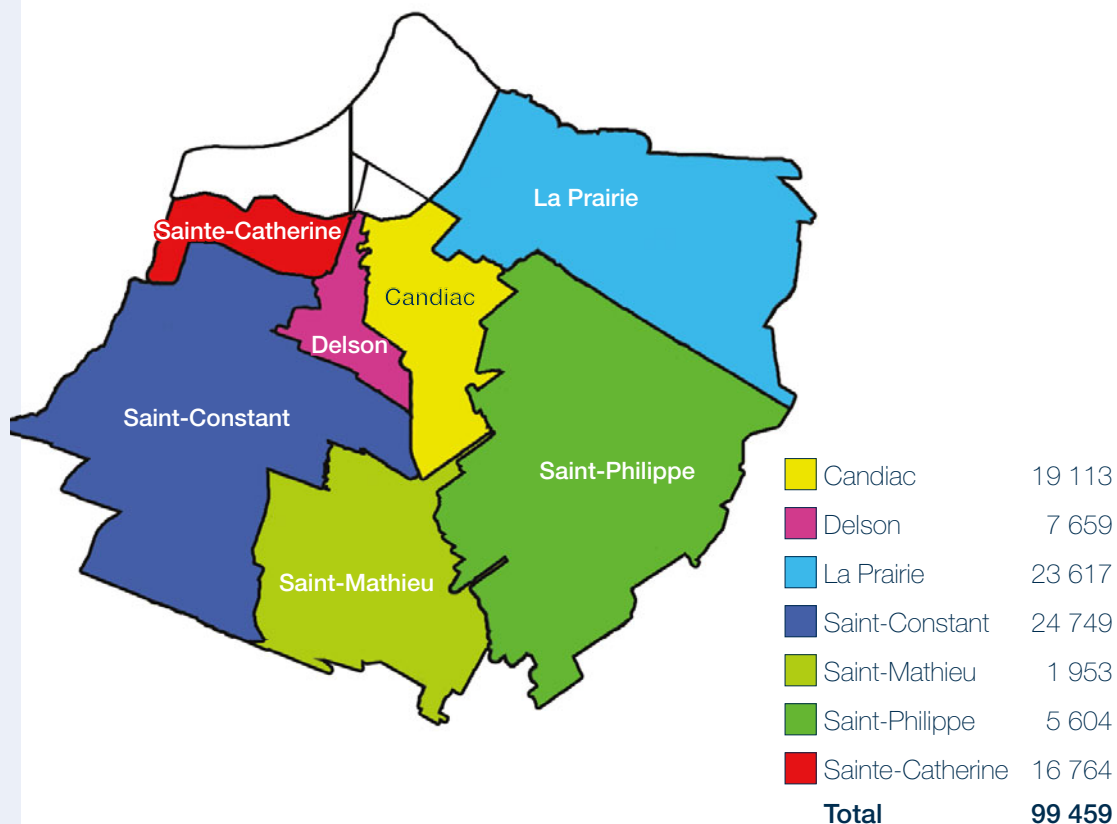 La Prairie
Sainte-Catherine
Candiac
Delson
Saint-Constant
Saint-Philippe
Saint-Mathieu
Candiac 19 113
Delson 7 659
La Prairie 23 617
Saint-Constant 24 749
Saint-Mathieu 1 953
Saint-Philippe 5 604
Sainte-Catherine 16 764
Total 99 459